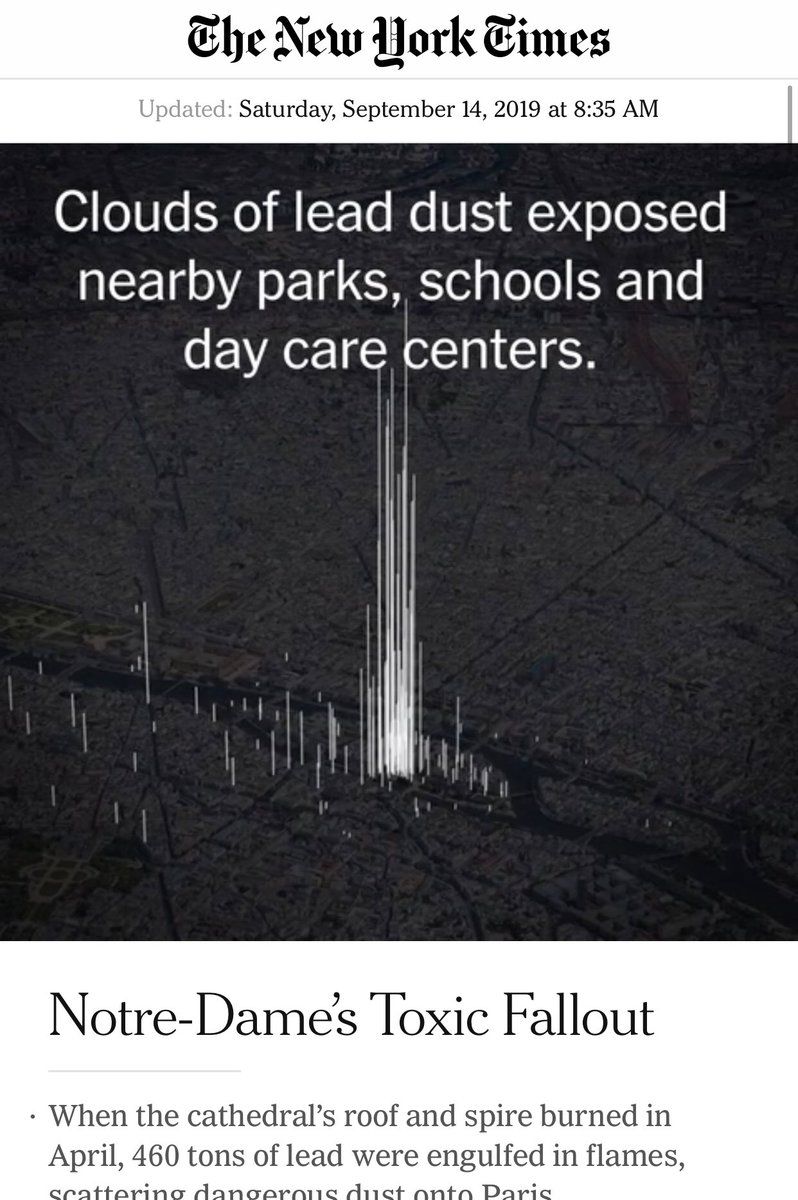 The New York Times
Updated: Saturday, September 14, 2019 at 8:35 AM
Clouds of lead dust exposed
nearby parks, schools and
day care centers.
Notre-Dame’s Toxic Fallout
· When the cathedral’s roof and spire burned in
April, 460 tons of lead were engulfed in flames,
scattering dangerous dust onto Paris.